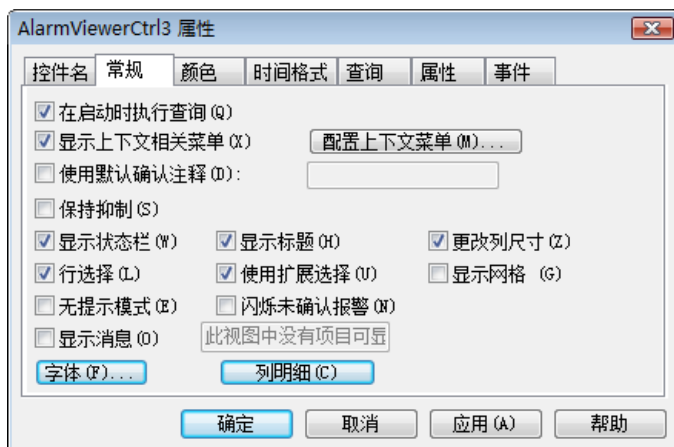 AlarmViewerCtrl3 属性
控件名 常规 颜色 时间格式 查询 属性 事件
在启动时执行查询(Q)
显示上下文相关菜单(X) 配置上下文菜单(M)...
使用默认确认注释(D):
保持抑制(S)
显示状态栏(W) 显示标题(H) 更改列尺寸(Z)
行选择(L) 使用扩展选择(U) 显示网格 (G)
无提示模式(E) 闪烁未确认报警(N)
显示消息(O) 此视图中没有项目可显
字体(F)... 列明细(C)
确定 取消 应用(A) 帮助